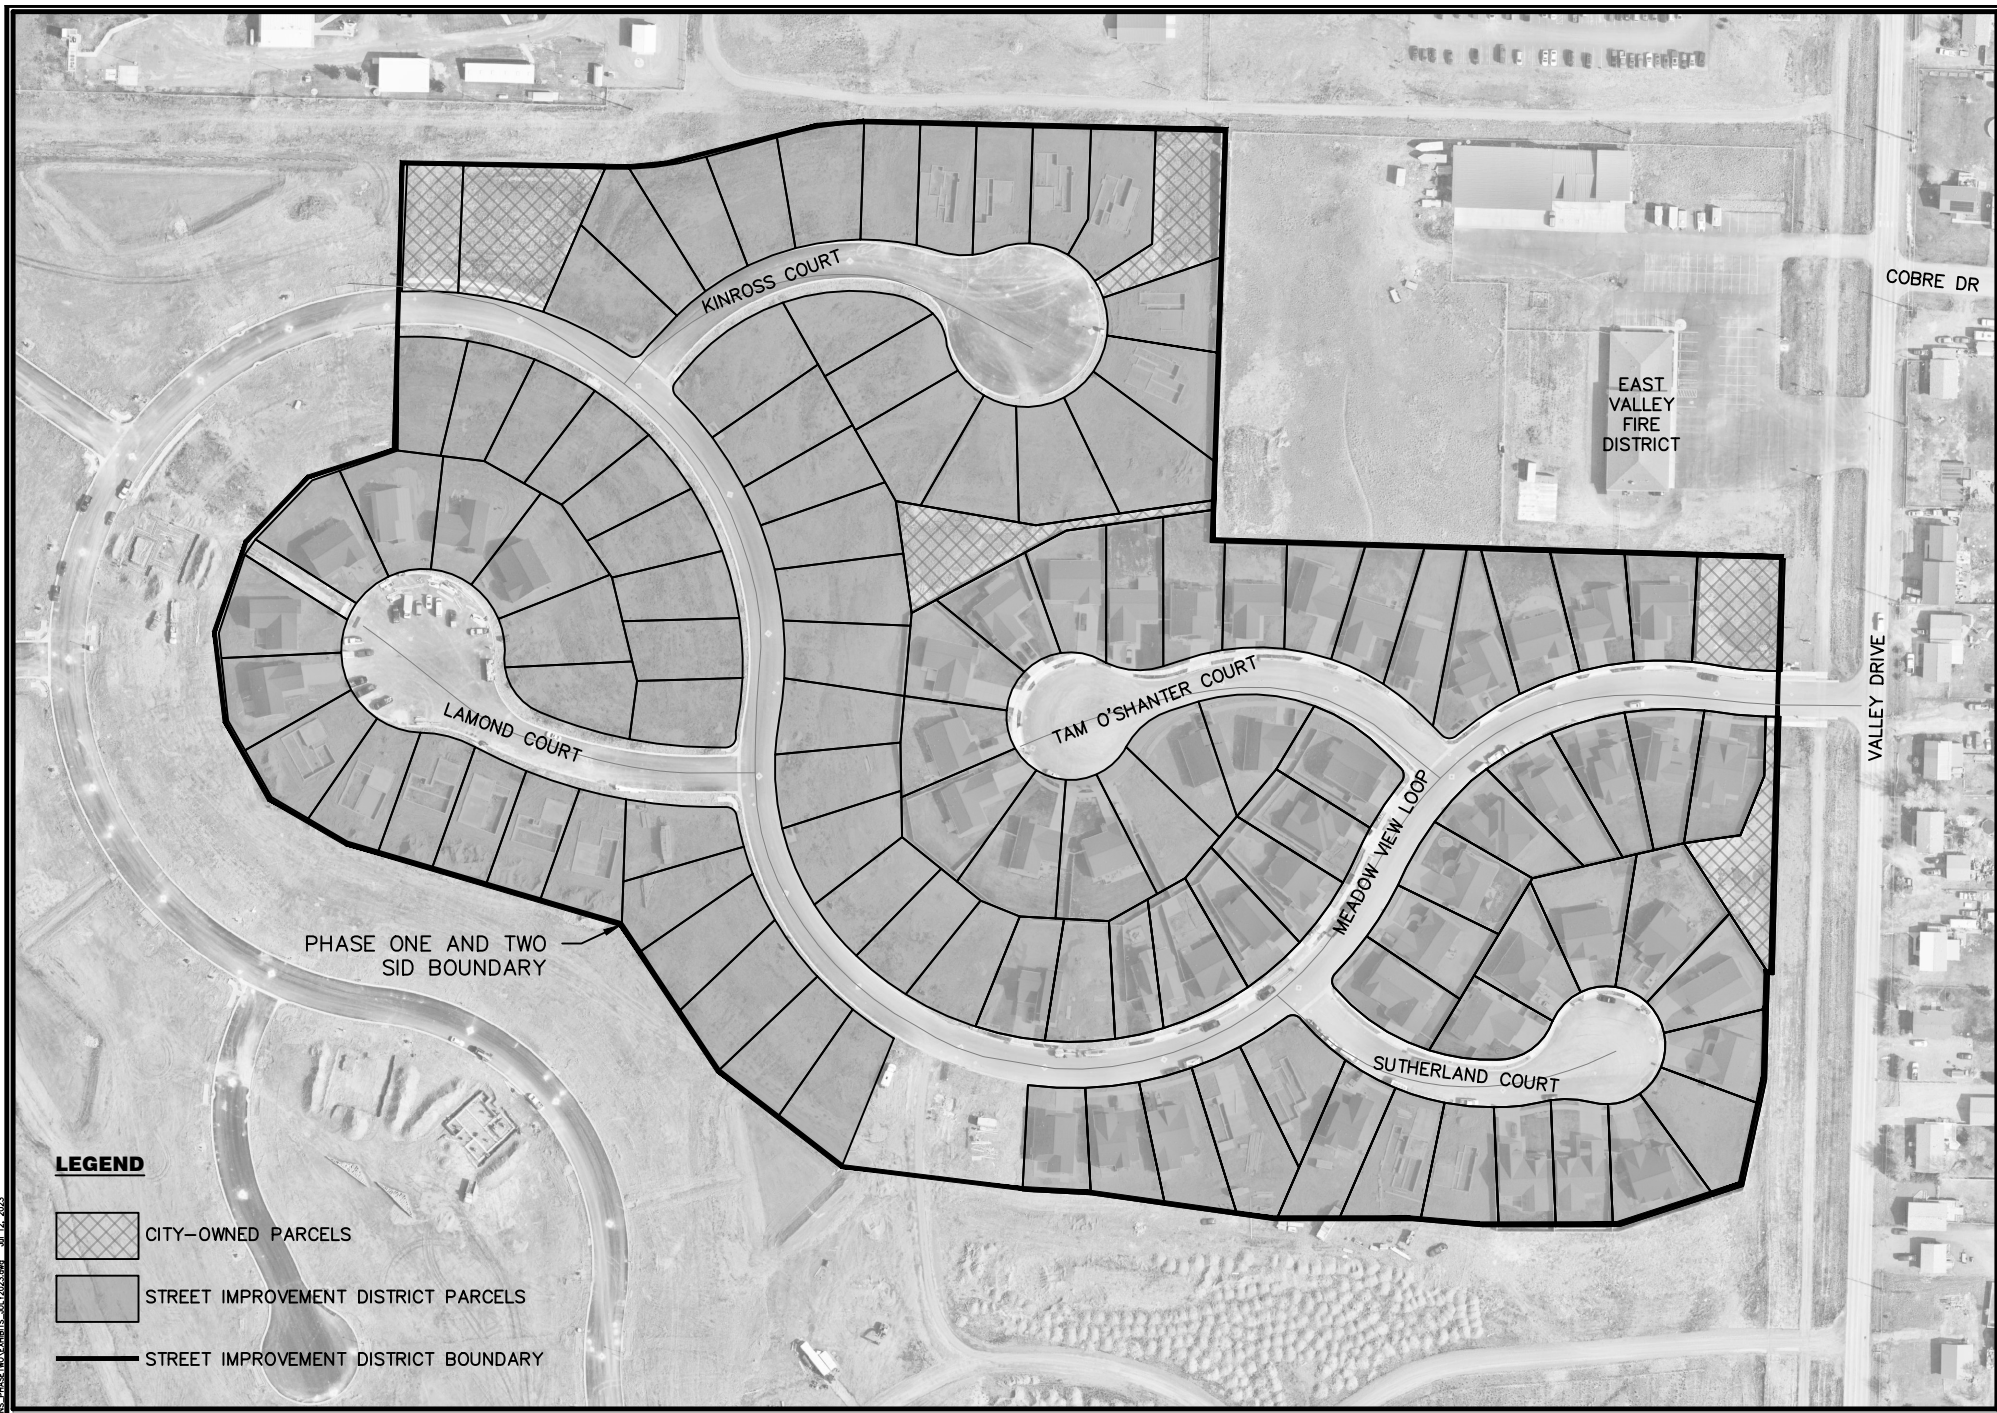 KINROSS COURT
COBRE DR
EAST
VALLEY
FIRE
DISTRICT
TAM O'SHANTER COURT
VALLEY DRIVE
LAMOND COURT
MEADOW VIEW LOOP
PHASE ONE AND TWO
SID BOUNDARY
SUTHERLAND COURT
LEGEND
CITY-OWNED PARCELS
STREET IMPROVEMENT DISTRICT PARCELS
STREET IMPROVEMENT DISTRICT BOUNDARY